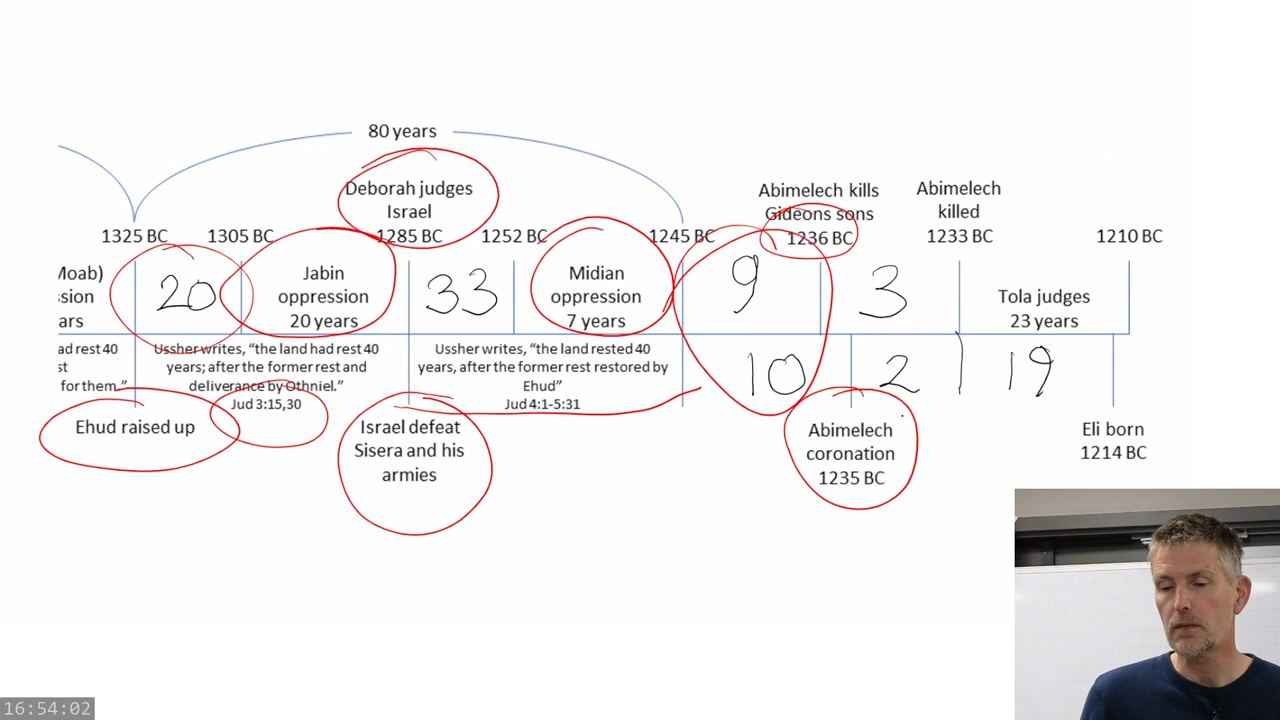 80 years
Deborah judges
Israel
Abimelech kills
Gideons sons
Abimelech
killed
1325 BC
1305 BC
1285 BC
1252 BC
1245 BC
1236 BC
1233 BC
1210 BC
Moab)
ssion
ars
20
Jabin
oppression
20 years
33
Midian
oppression
7 years
9
3
Tola judges
23 years
ad rest 40
st
for them.”
Ussher writes, “the land had rest 40
years; after the former rest and
deliverance by Othniel.”
Jud 3:15,30
Ussher writes, “the land rested 40
years, after the former rest restored by
Ehud”
Jud 4:1-5:31
10
2
19
Ehud raised up
Israel defeat
Sisera and his
armies
Abimelech
coronation
1235 BC
Eli born
1214 BC
16:54:02